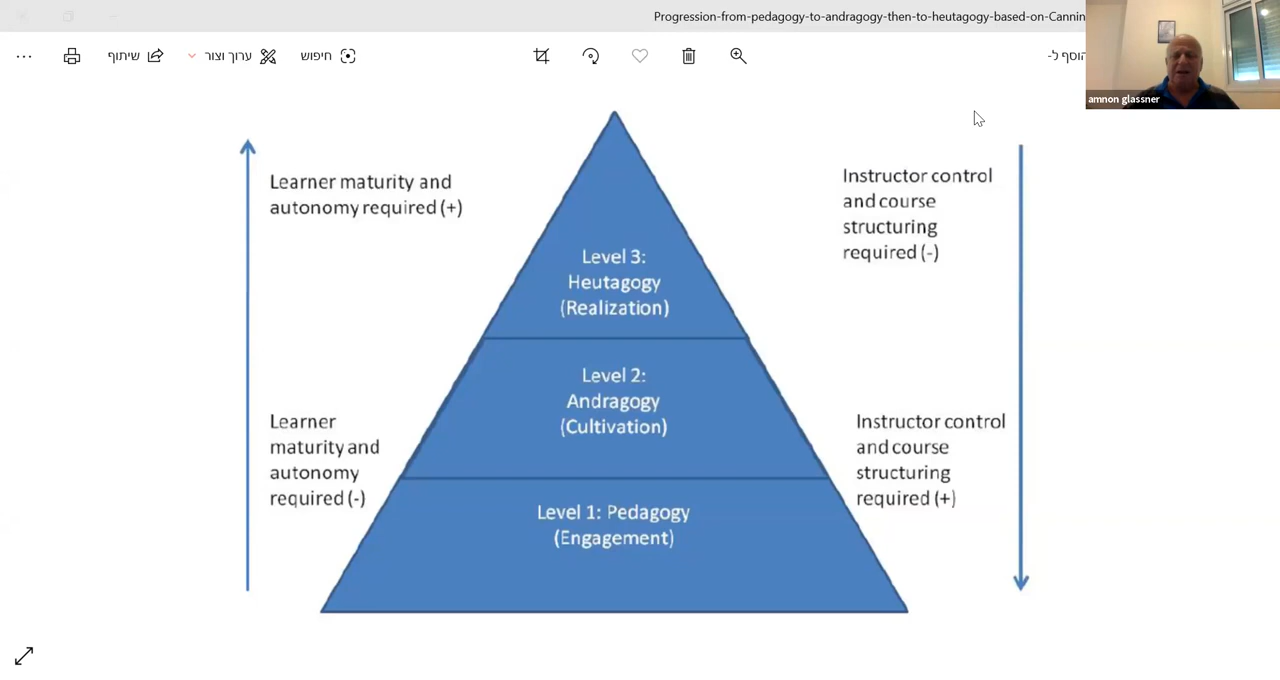 Progression-from-pedagogy-to-andragogy-then-to-heutagogy-based-on-Cannin
שיתוף
ערוך וצור
חיפוש
הוסף ל-
amnon glassner
Learner maturity and
autonomy required (+)
Instructor control
and course
structuring
required (-)
Level 3:
Heutagogy
(Realization)
Level 2:
Andragogy
(Cultivation)
Learner
maturity and
autonomy
required (-)
Instructor control
and course
structuring
required (+)
Level 1: Pedagogy
(Engagement)